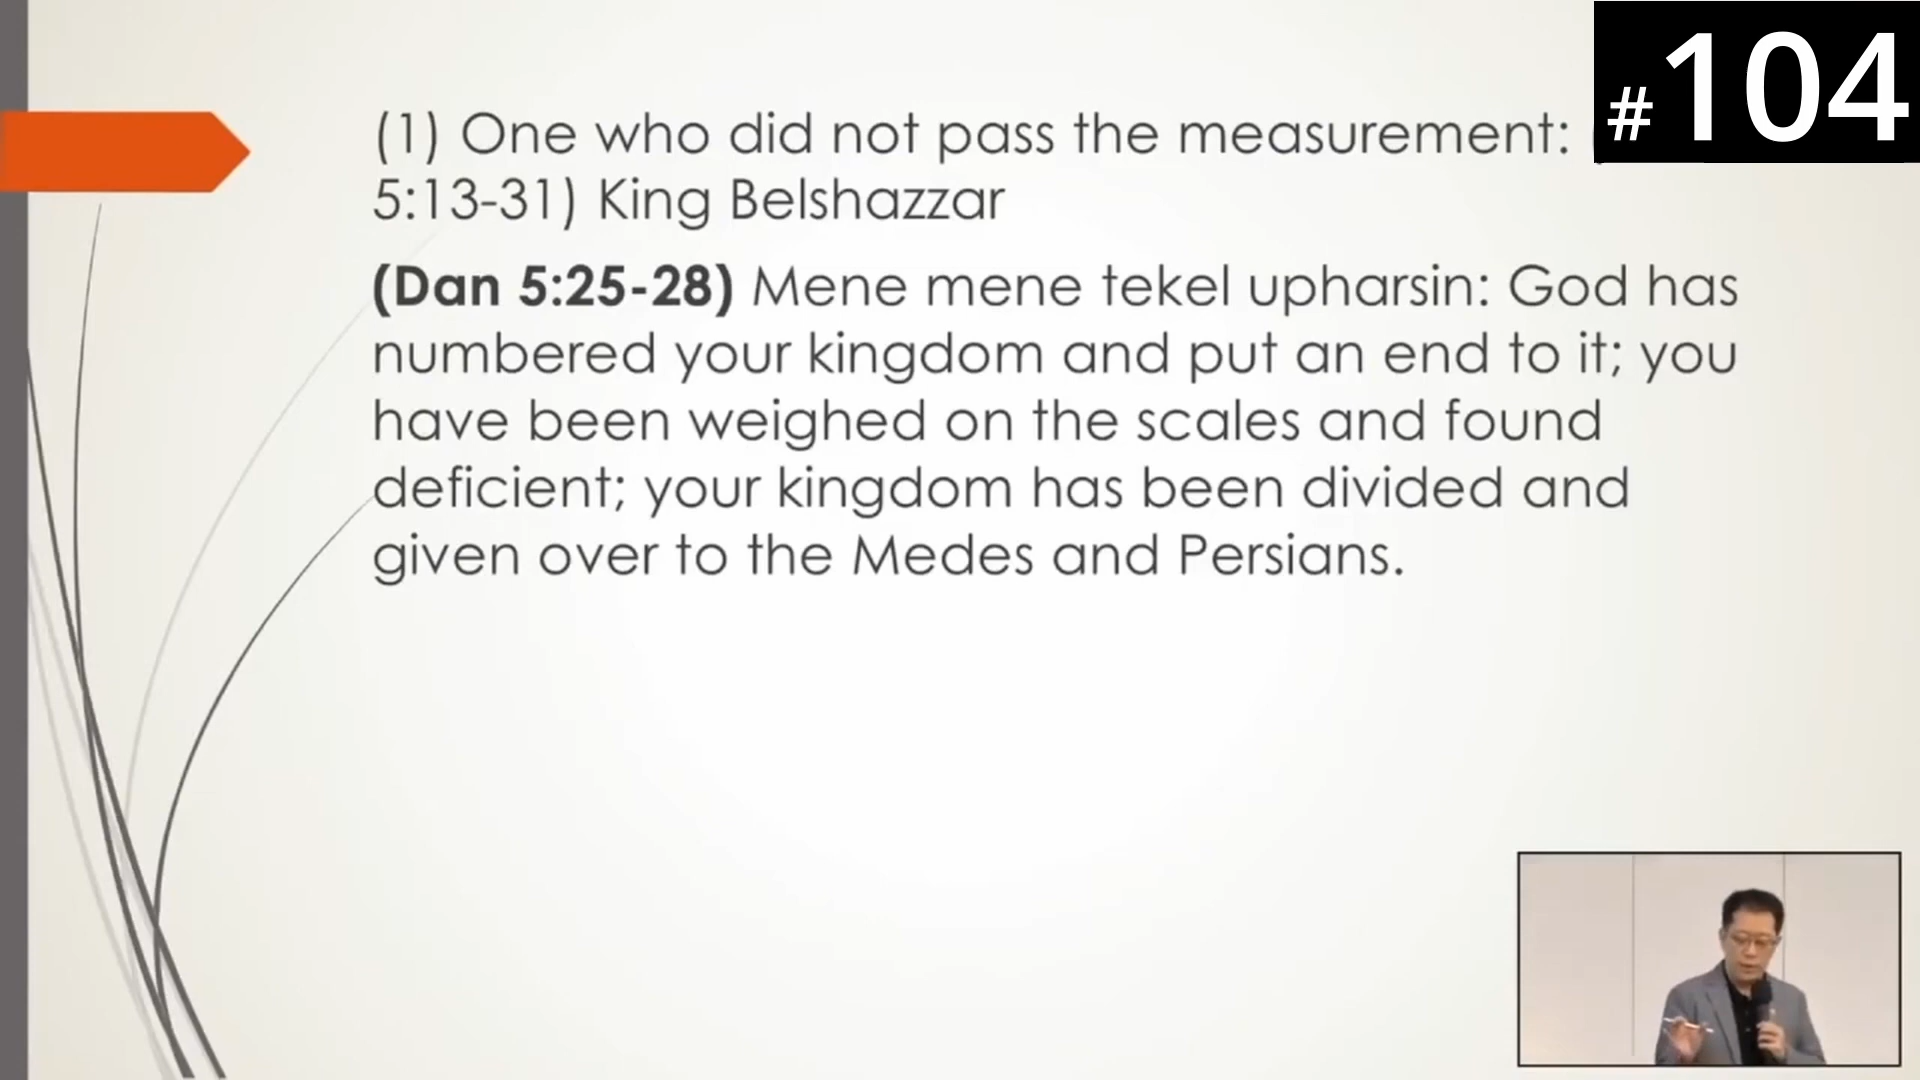 #104
(1) One who did not pass the measurement:
5:13-31) King Belshazzar
(Dan 5:25-28) Mene mene tekel upharsin: God has
numbered your kingdom and put an end to it; you
have been weighed on the scales and found
deficient; your kingdom has been divided and
given over to the Medes and Persians.